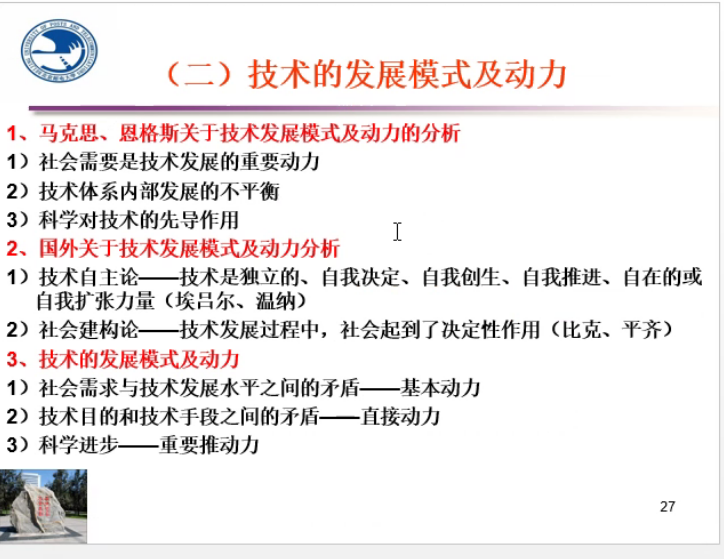 （二）技术的发展模式及动力
1、马克思、恩格斯关于技术发展模式及动力的分析
1）社会需要是技术发展的重要动力
2）技术体系内部发展的不平衡
3）科学对技术的先导作用
2、国外关于技术发展模式及动力分析
1）技术自主论——技术是独立的、自我决定、自我创生、自我推进、自在的或
自我扩张力量（埃吕尔、温纳）
2）社会建构论——技术发展过程中，社会起到了决定性作用（比克、平齐）
3、技术的发展模式及动力
1）社会需求与技术发展水平之间的矛盾——基本动力
2）技术目的和技术手段之间的矛盾——直接动力
3）科学进步——重要推动力
27